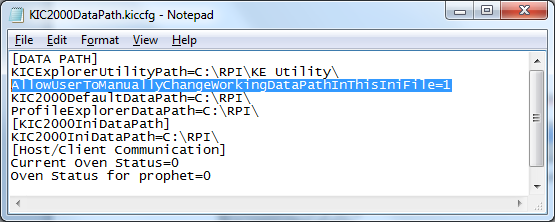 KIC2000DataPath.kiccfg - Notepad
File Edit Format View Help
[DATA PATH]
KICExplorerUtilityPath=C:\RPI\KE Utility\
AllowUserToManuallyChangeWorkingDataPathInThisIniFile=1
KIC2000DefaultDataPath=C:\RPI\
ProfileExplorerDataPath=C:\RPI\
[KIC2000IniDataPath]
KIC2000IniDataPath=C:\RPI\
[Host/Client Communication]
Current Oven Status=0
Oven Status for prophet=0